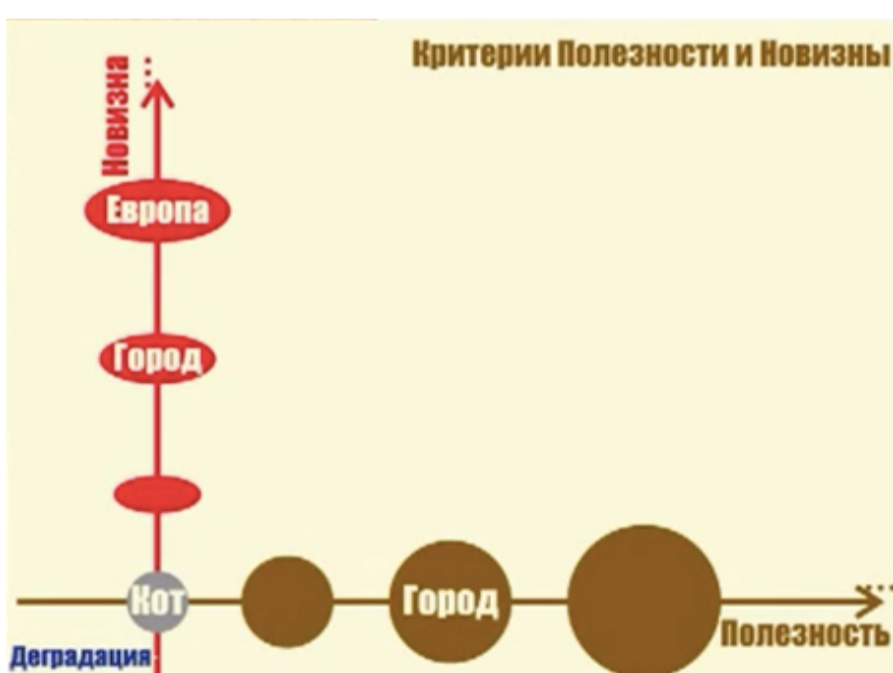 Критерии Полезности и Новизны
Новизна
Европа
Город
Кот
Город
Полезность
Деградация